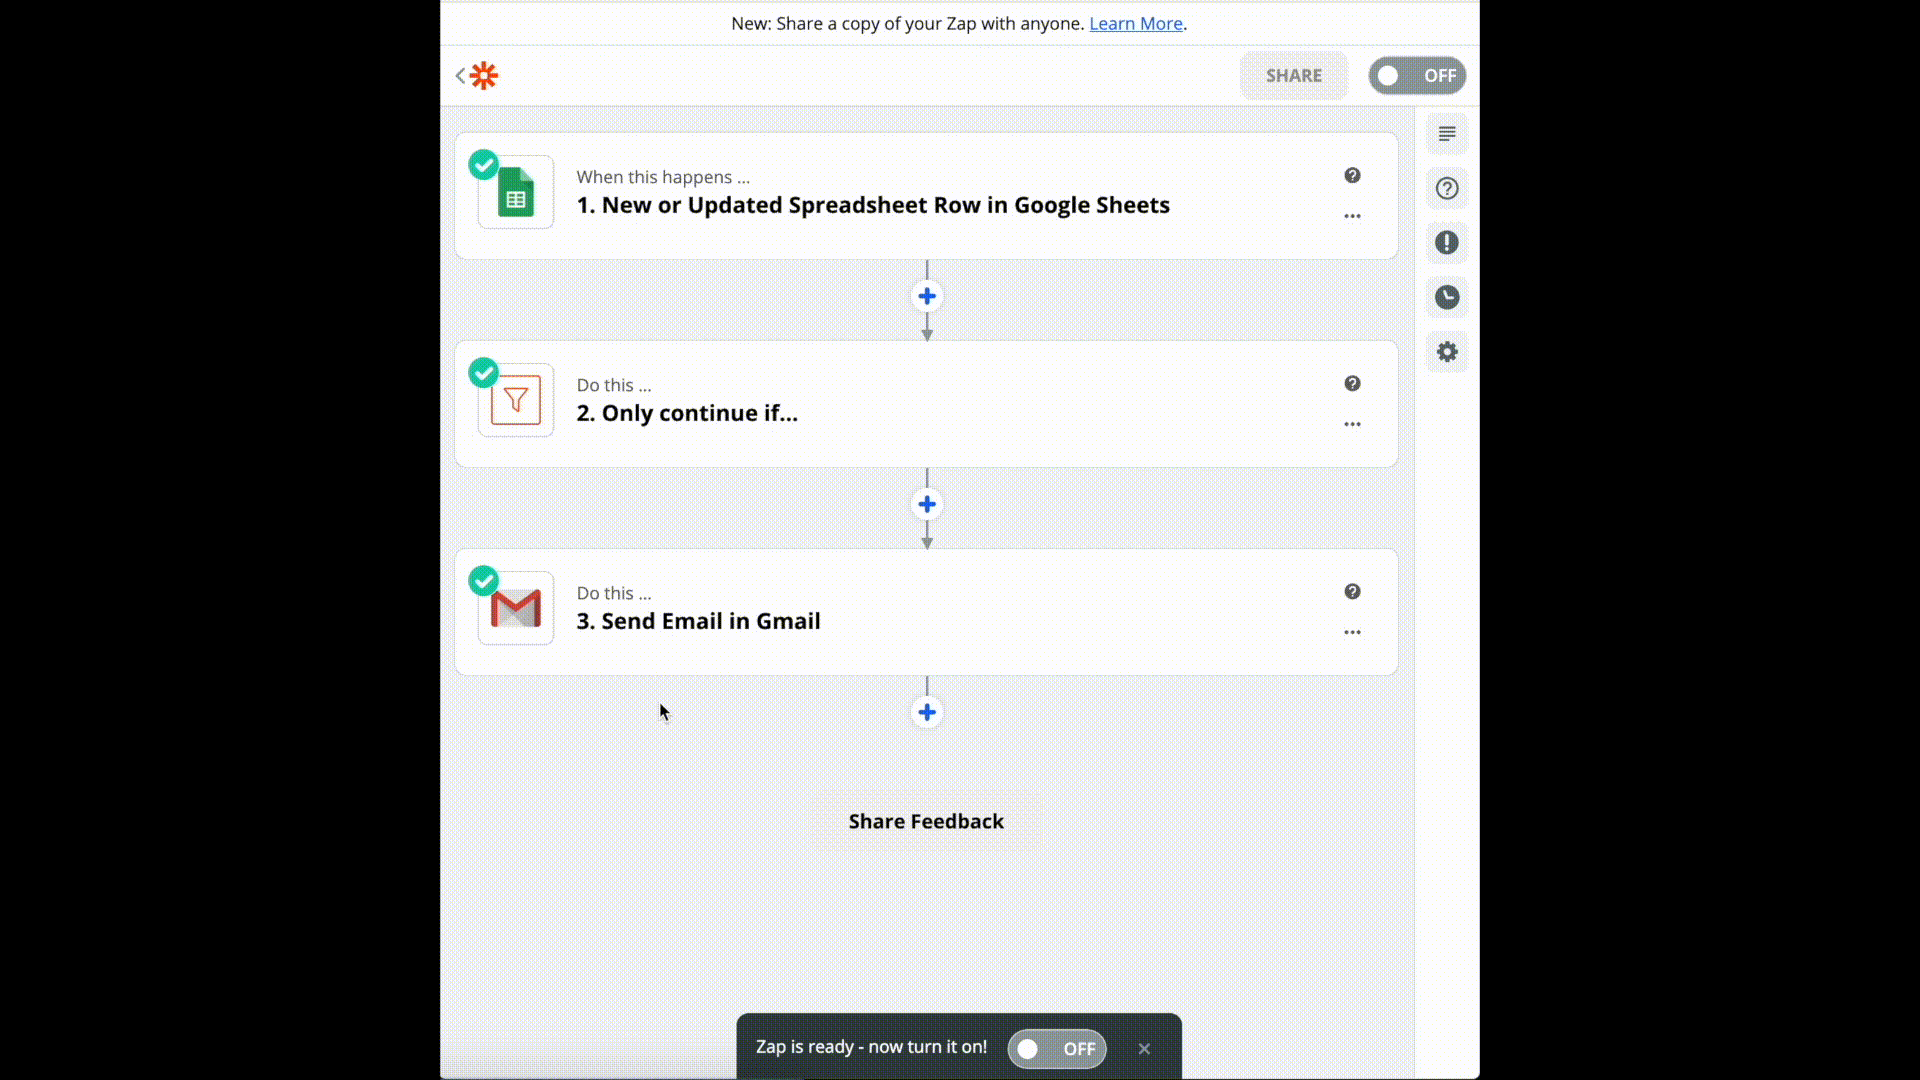 New: Share a copy of your Zap with anyone. Learn More.
SHARE
OFF
When this happens ...
1. New or Updated Spreadsheet Row in Google Sheets
Do this ...
2. Only continue if...
Do this ...
3. Send Email in Gmail
Share Feedback
Zap is ready - now turn it on!
OFF